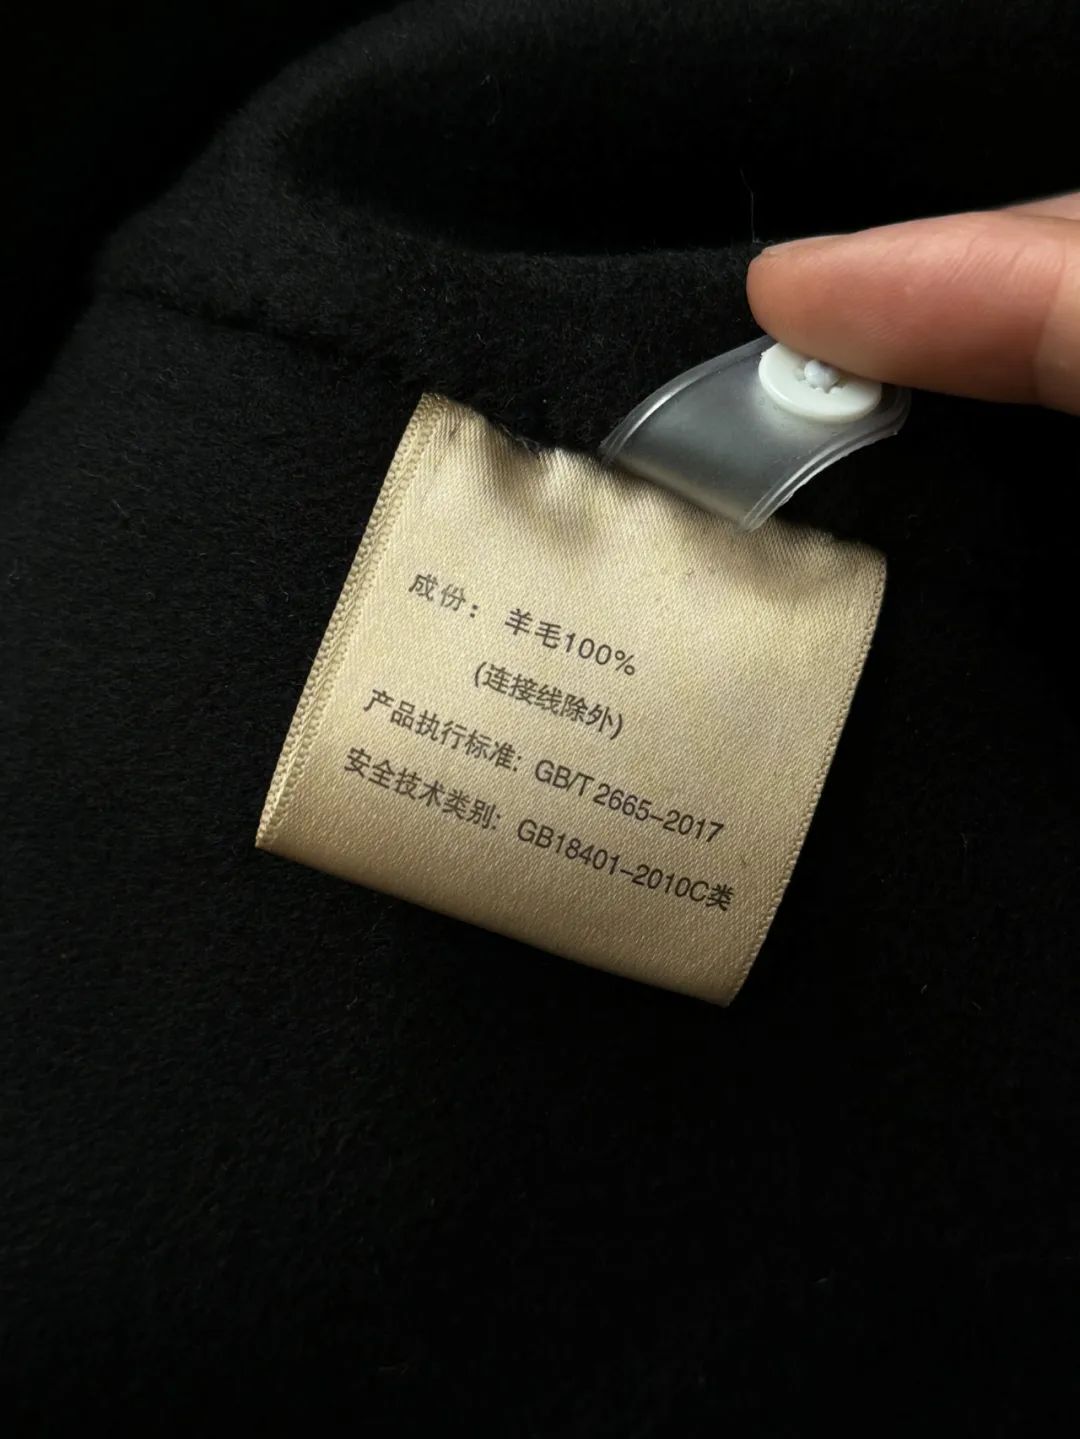 成份： 羊毛100%
(连接线除外)
产品执行标准: GB/T 2665-2017
安全技术类别: GB18401-2010C类